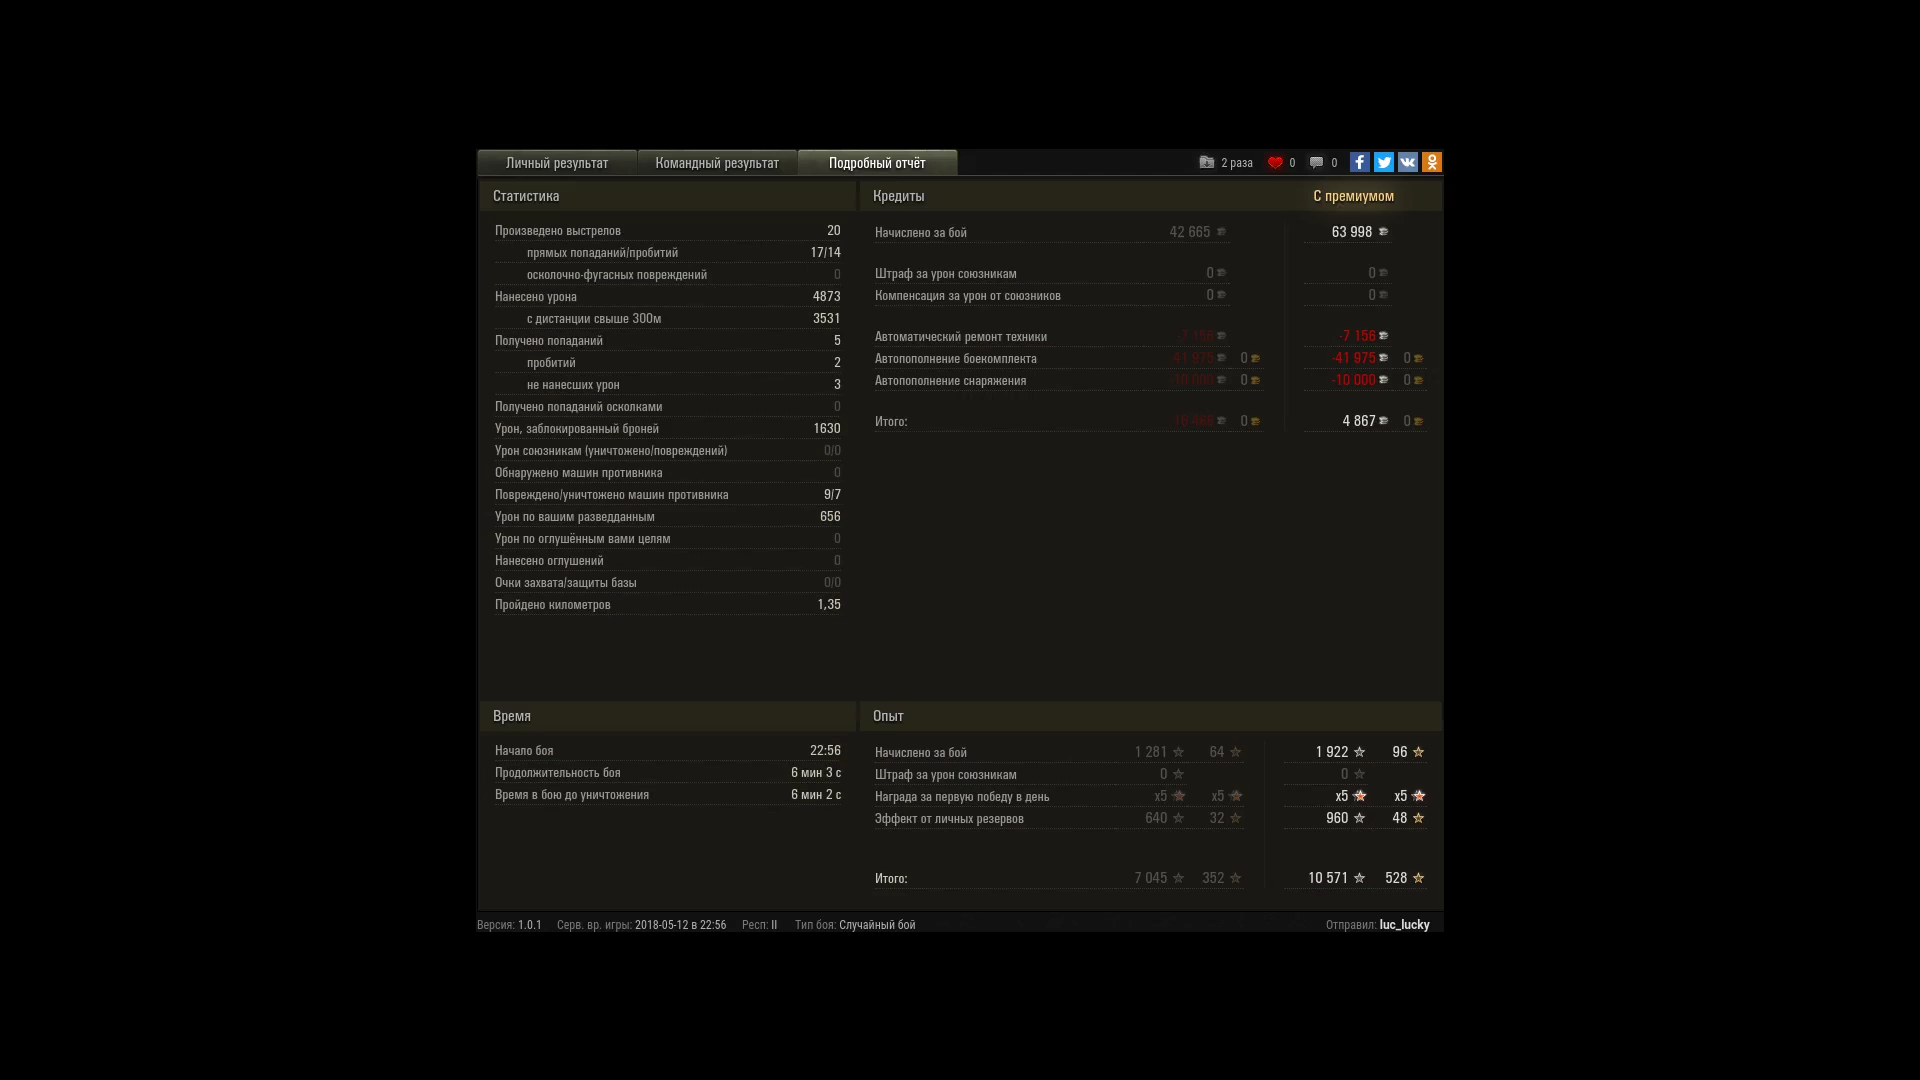 Личный результат Командный результат Подробный отчёт 2 раза 0 0
Статистика
Произведено выстрелов 20
прямых попаданий/пробитий 17/14
осколочно-фугасных повреждений 0
Нанесено урона 4873
с дистанции свыше 300м 3531
Получено попаданий 5
пробитий 2
не нанесших урон 3
Получено попаданий осколками 0
Урон, заблокированный броней 1630
Урон союзникам (уничтожено/повреждений) 0/0
Обнаружено машин противника 0
Повреждено/уничтожено машин противника 9/7
Урон по вашим разведданным 656
Урон по оглушённым вами целям 0
Нанесено оглушений 0
Очки захвата/защиты базы 0/0
Пройдено километров 1,35
Кредиты С премиумом
Начислено за бой 42 665 63 998
Штраф за урон союзникам 0 0
Компенсация за урон от союзников 0 0
Автоматический ремонт техники -7 156 -7 156
Автопополнение боекомплекта -41 975 0 -41 975 0
Автопополнение снаряжения -10 000 0 -10 000 0
Итого: 0 4 867 0
Время
Начало боя 22:56
Продолжительность боя 6 мин 3 с
Время в бою до уничтожения 6 мин 2 с
Опыт
Начислено за бой 1 281 64 1 922 96
Штраф за урон союзникам 0 0
Награда за первую победу в день x5 x5 x5 x5
Эффект от личных резервов 640 32 960 48
Итого: 7 045 352 10 571 528
Версия: 1.0.1 Серв. вр. игры: 2018-05-12 в 22:56 Респ: II Тип боя: Случайный бой Отправил: luc_lucky